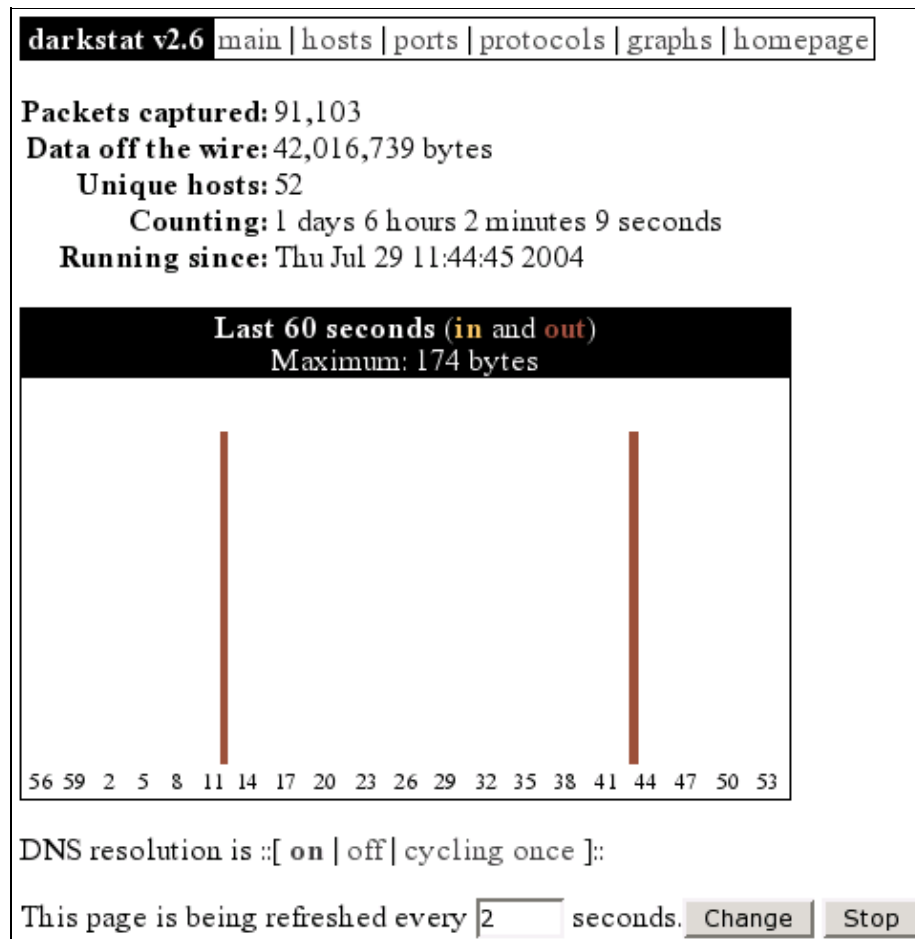 darkstat v2.6 main | hosts | ports | protocols | graphs | homepage
Packets captured: 91,103
Data off the wire: 42,016,739 bytes
Unique hosts: 52
Counting: 1 days 6 hours 2 minutes 9 seconds
Running since: Thu Jul 29 11:44:45 2004
Last 60 seconds (in and out)
Maximum: 174 bytes
56 59 2 5 8 11 14 17 20 23 26 29 32 35 38 41 44 47 50 53
DNS resolution is ::[ on | off | cycling once ]::
This page is being refreshed every 2 seconds. Change Stop